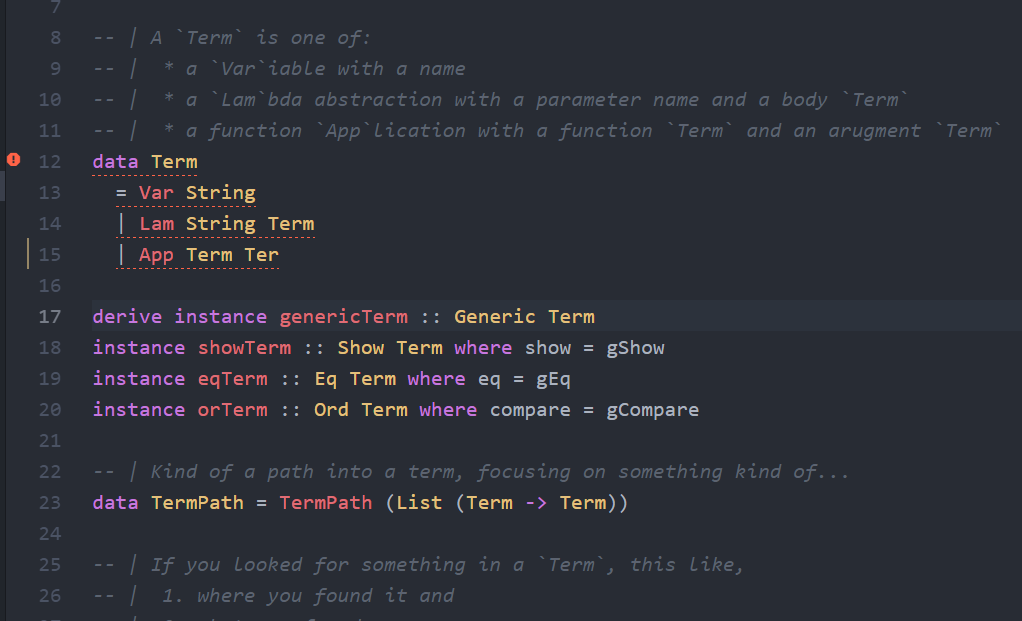 7
8 -- | A `Term` is one of:
9 -- |  * a `Var`iable with a name
10 -- |  * a `Lam`bda abstraction with a parameter name and a body `Term`
11 -- |  * a function `App`lication with a function `Term` and an arugment `Term`
12 data Term
13   = Var String
14   | Lam String Term
15   | App Term Ter
16
17 derive instance genericTerm :: Generic Term
18 instance showTerm :: Show Term where show = gShow
19 instance eqTerm :: Eq Term where eq = gEq
20 instance orTerm :: Ord Term where compare = gCompare
21
22 -- | Kind of a path into a term, focusing on something kind of...
23 data TermPath = TermPath (List (Term -> Term))
24
25 -- | If you looked for something in a `Term`, this like,
26 -- |  1. where you found it and